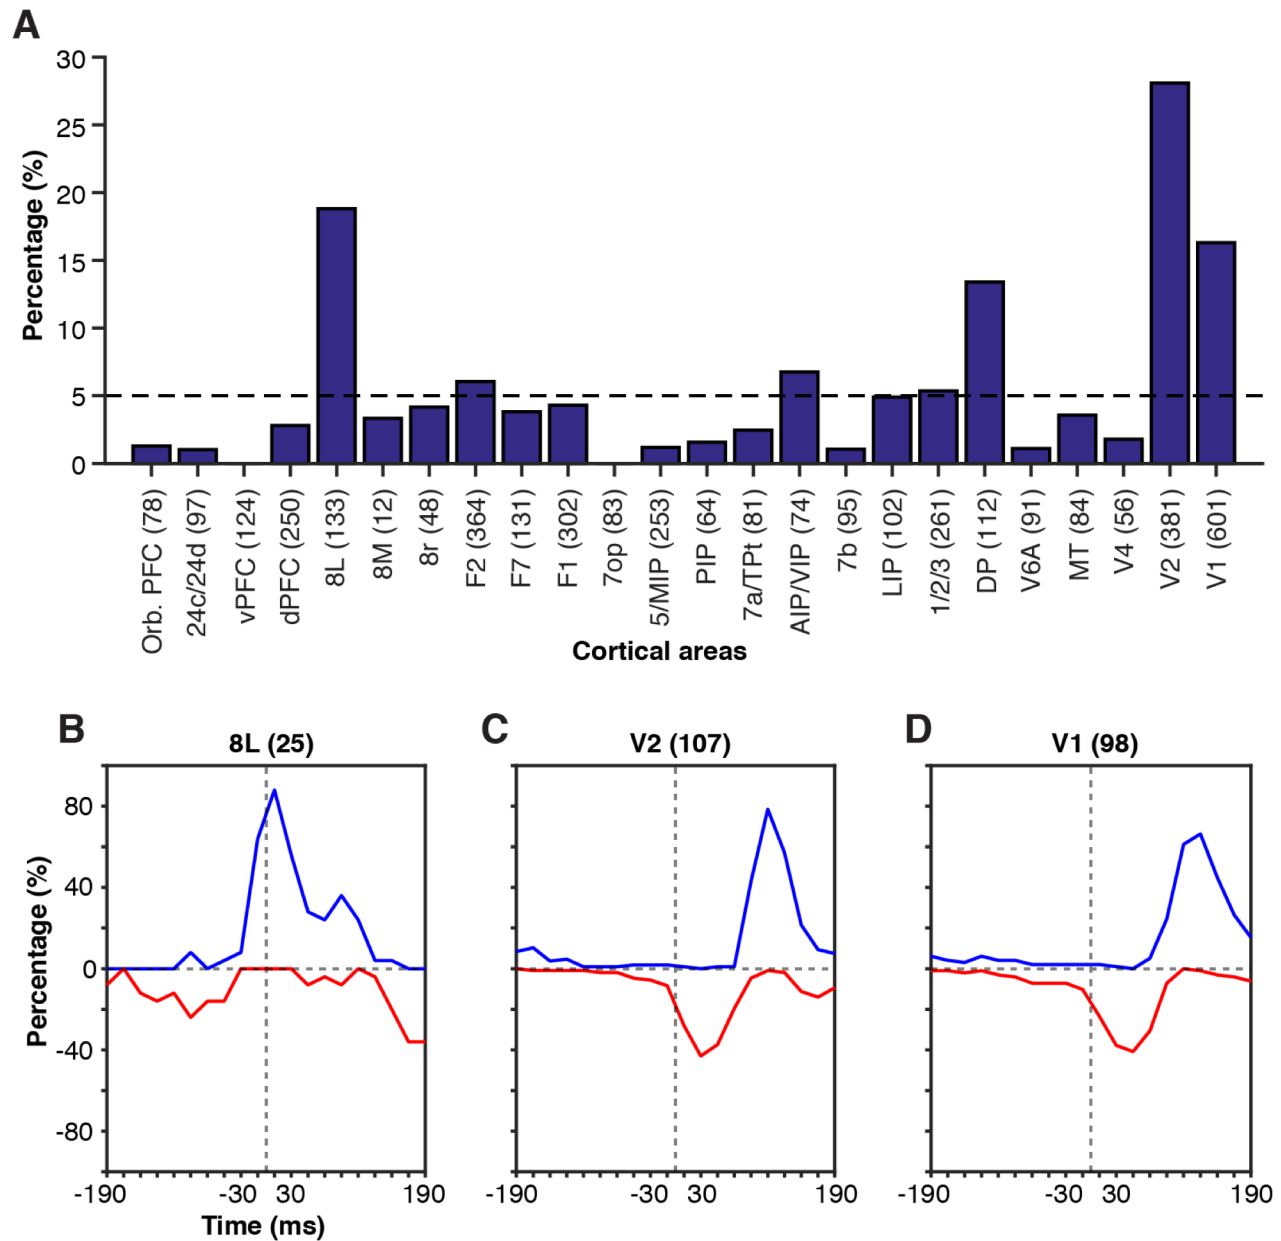 A
Percentage (%)
30
25
20
15
10
5
0
Orb. PFC (78)
24c/24d (97)
vPFC (124)
dPFC (250)
8L (133)
8M (12)
8r (48)
F2 (364)
F7 (131)
F1 (302)
7op (83)
5/MIP (253)
PIP (64)
7a/TPt (81)
AIP/VIP (74)
7b (95)
LIP (102)
1/2/3 (261)
DP (112)
V6A (91)
MT (84)
V4 (56)
V2 (381)
V1 (601)
Cortical areas
B
8L (25)
Percentage (%)
80
40
0
-40
-80
-190 -30 30 190
Time (ms)
C
V2 (107)
-190 -30 30 190
D
V1 (98)
-190 -30 30 190